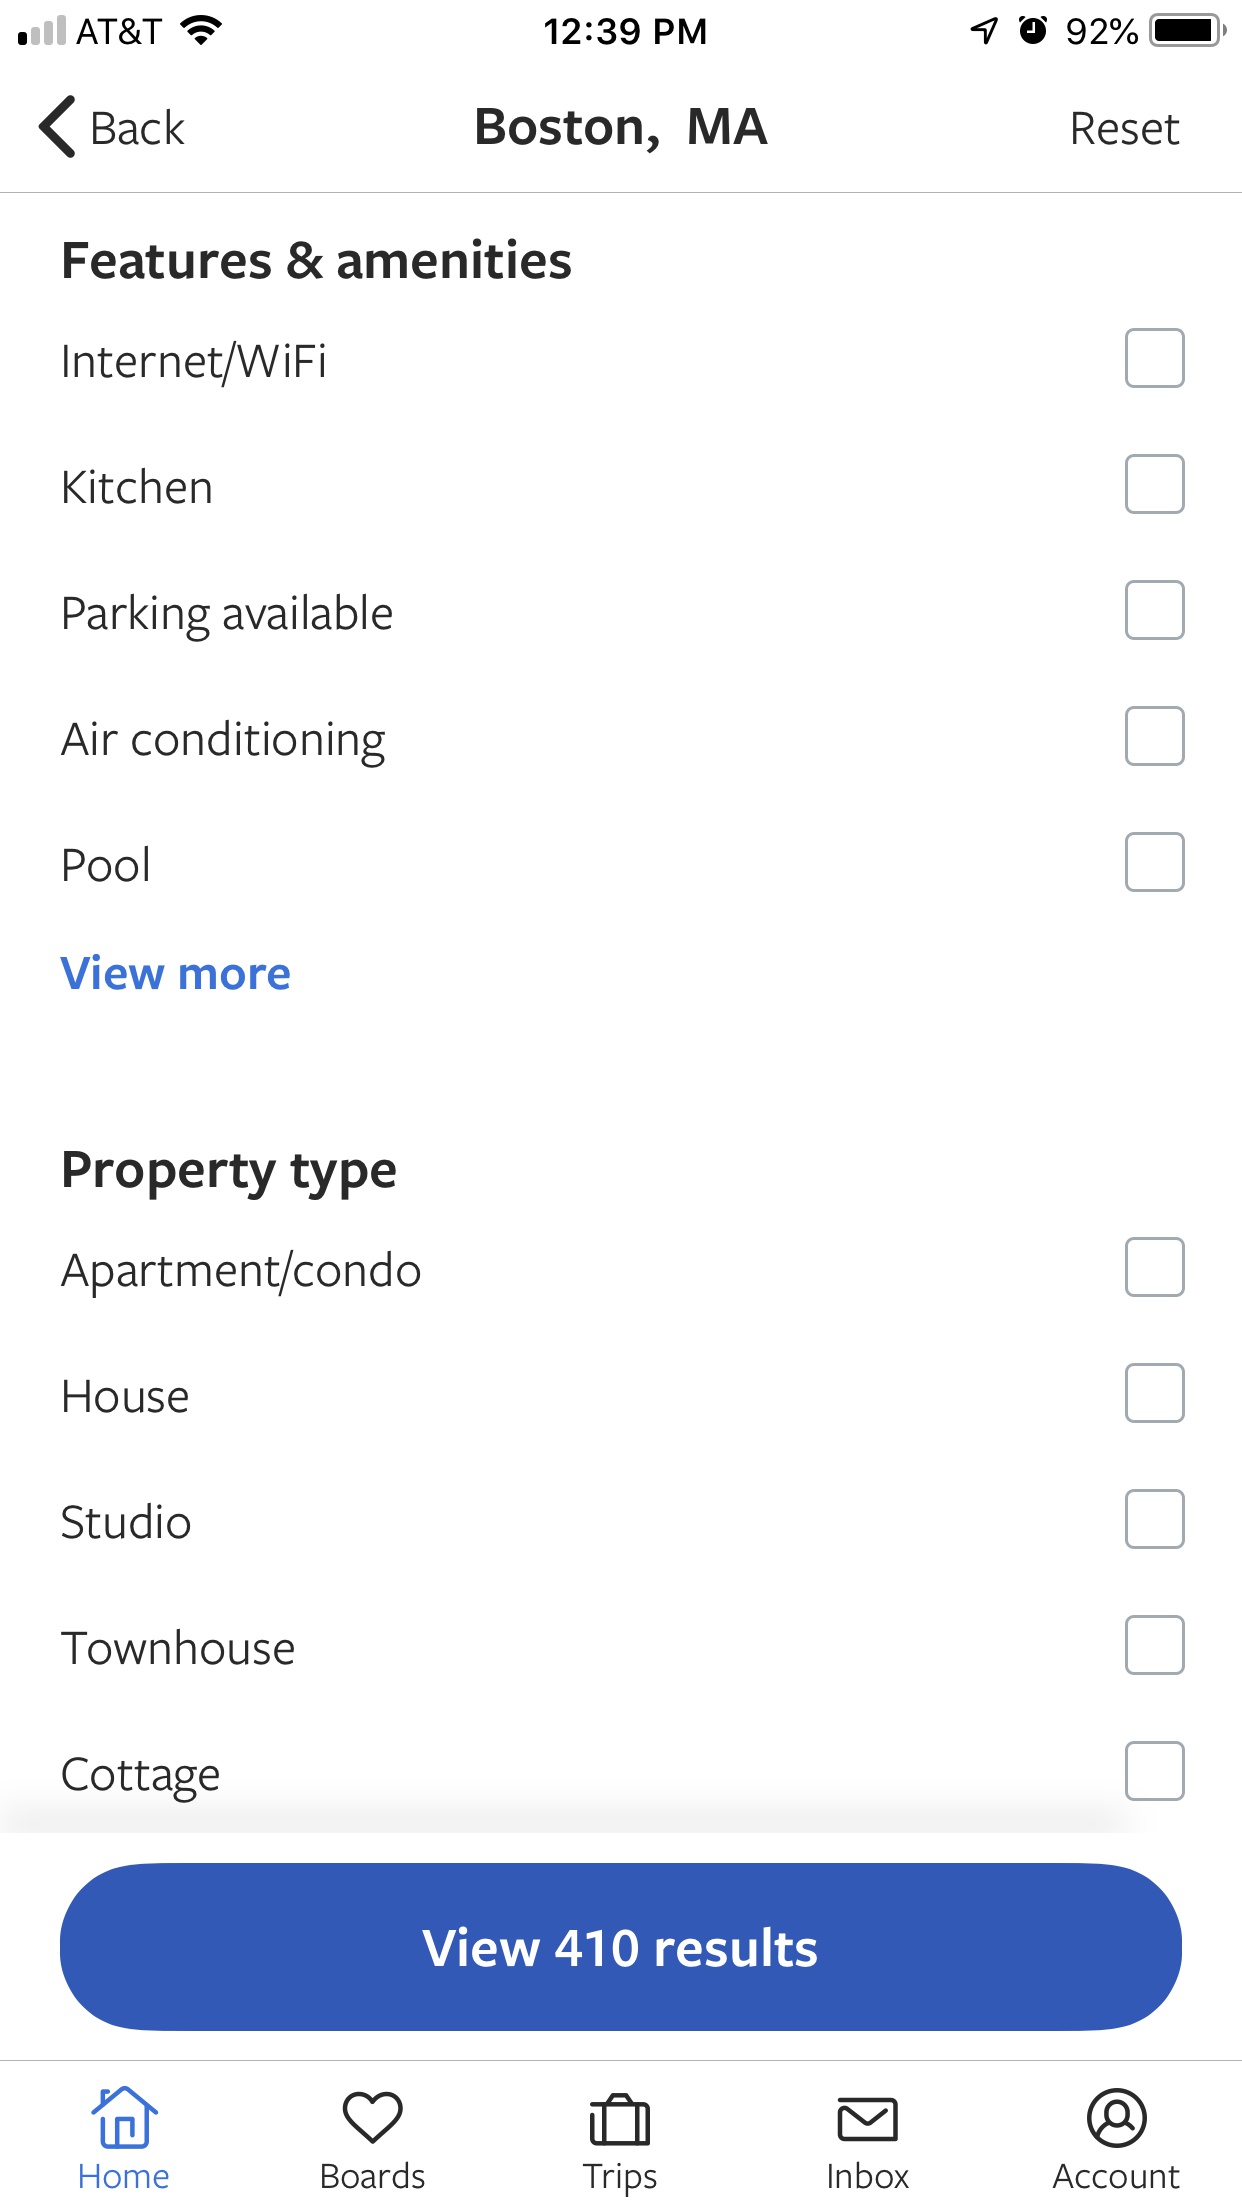 AT&T 12:39 PM 92%
Back Boston, MA Reset
Features & amenities
Internet/WiFi
Kitchen
Parking available
Air conditioning
Pool
View more
Property type
Apartment/condo
House
Studio
Townhouse
Cottage
View 410 results
Home Boards Trips Inbox Account